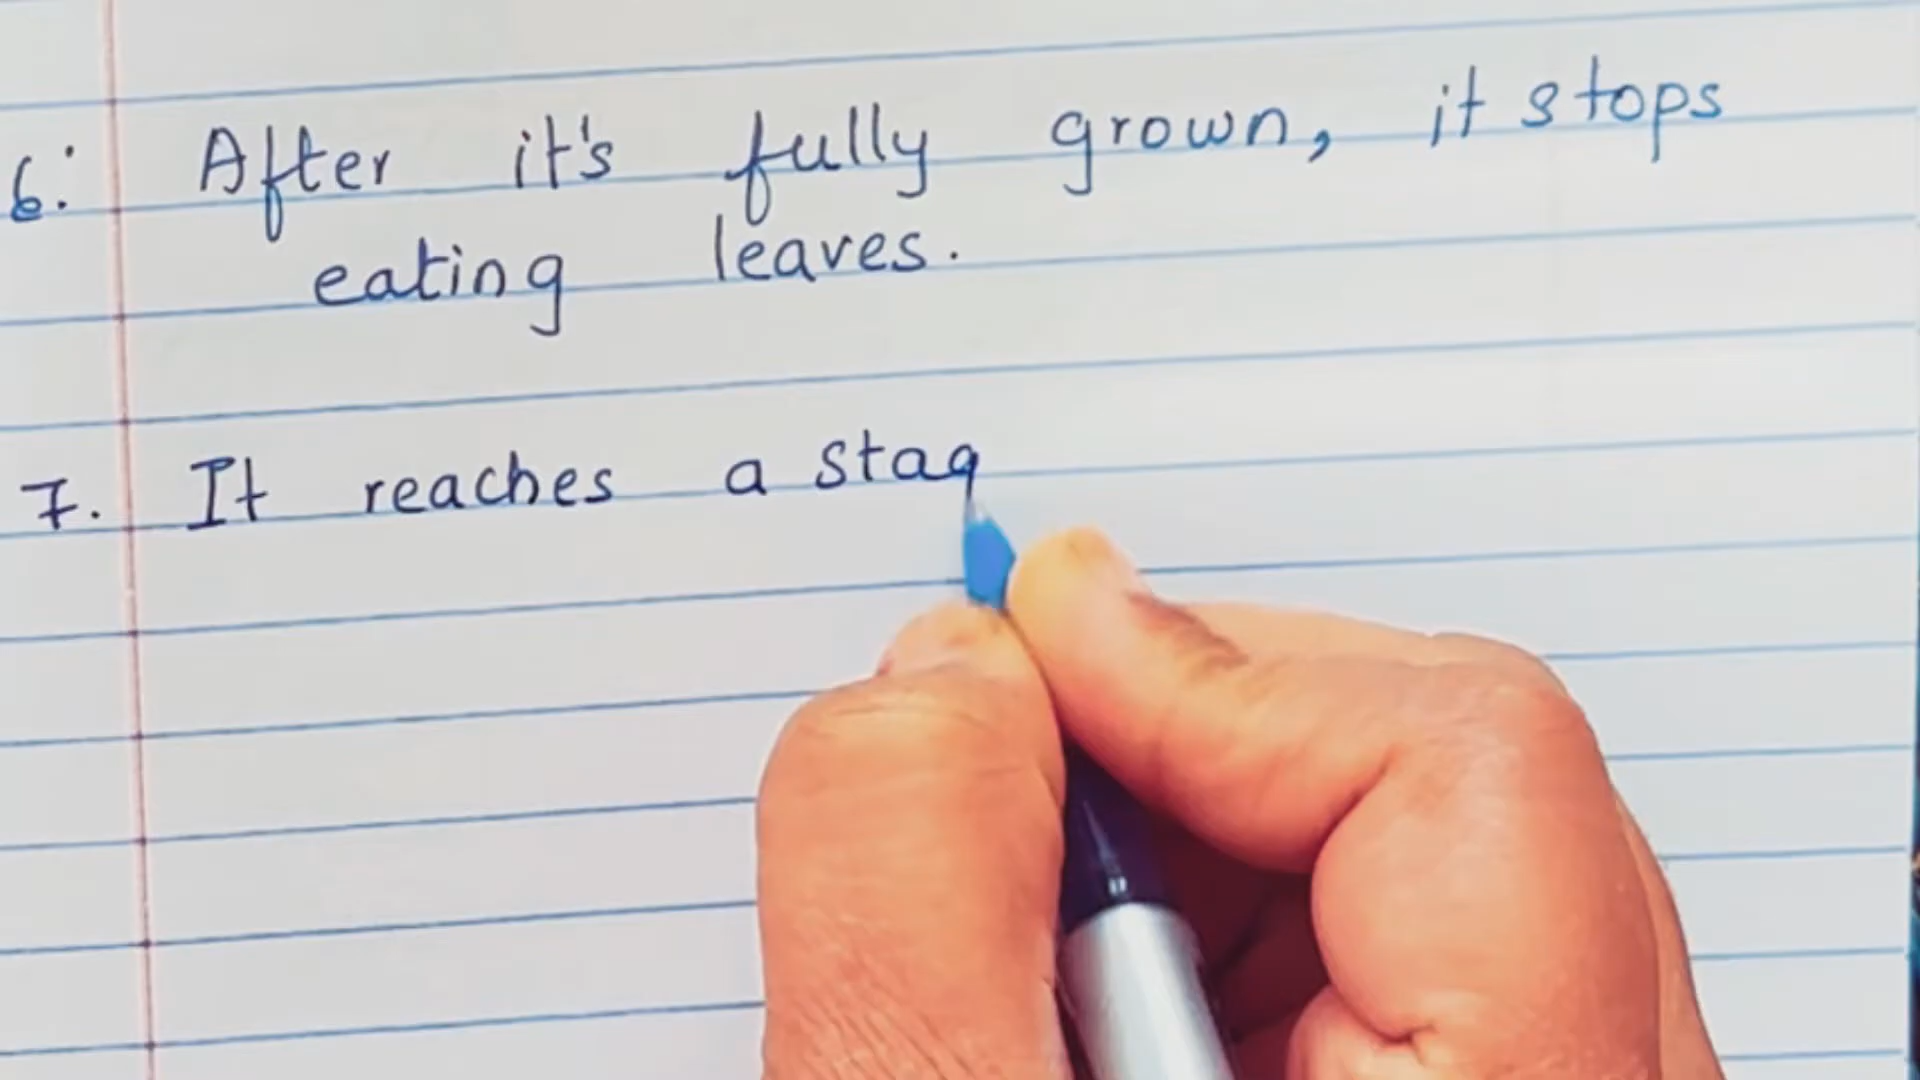 6. After it's fully grown, it stops
eating leaves.
7. It reaches a stag